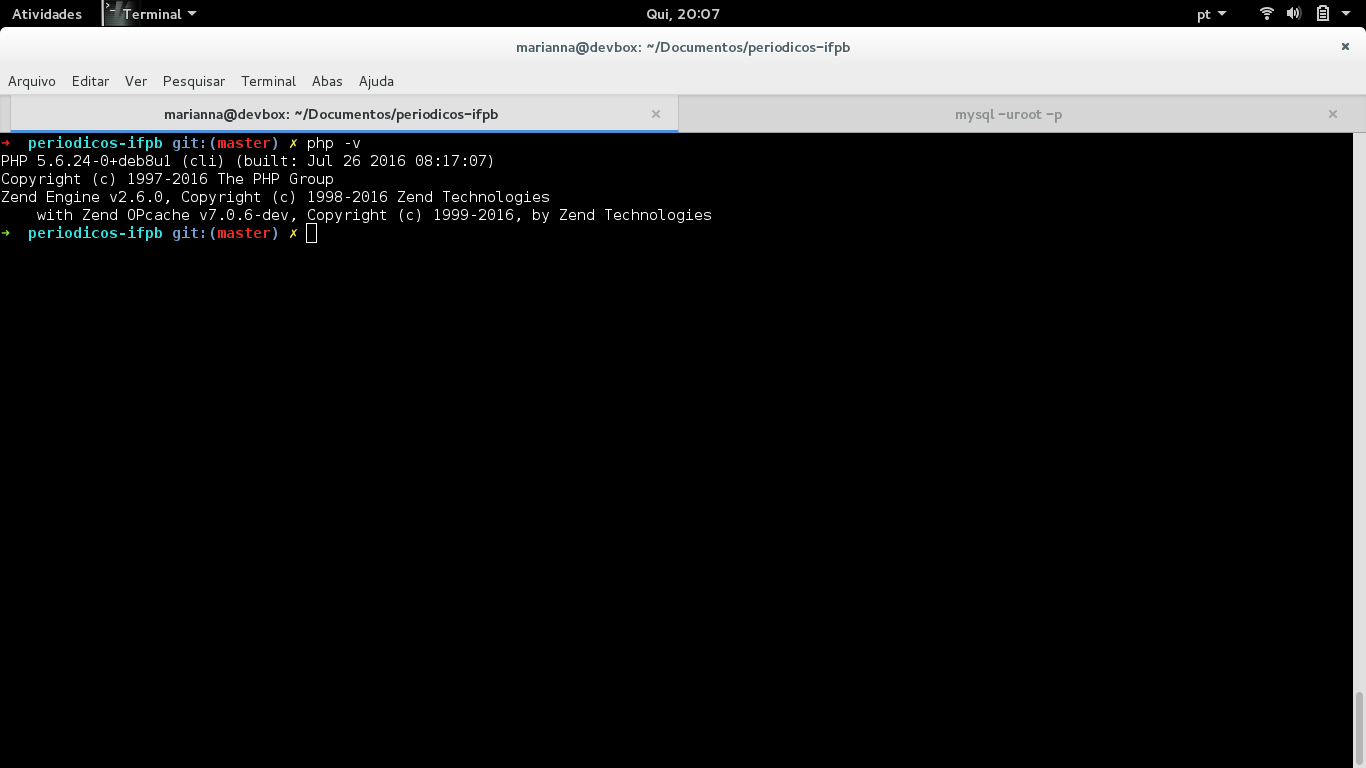 Atividades Terminal Qui, 20:07 pt
marianna@devbox: ~/Documentos/periodicos-ifpb
Arquivo Editar Ver Pesquisar Terminal Abas Ajuda
marianna@devbox: ~/Documentos/periodicos-ifpb mysql -uroot -p
➜ periodicos-ifpb git:(master) ✗ php -v
PHP 5.6.24-0+deb8u1 (cli) (built: Jul 26 2016 08:17:07)
Copyright (c) 1997-2016 The PHP Group
Zend Engine v2.6.0, Copyright (c) 1998-2016 Zend Technologies
with Zend OPcache v7.0.6-dev, Copyright (c) 1999-2016, by Zend Technologies
➜ periodicos-ifpb git:(master) ✗